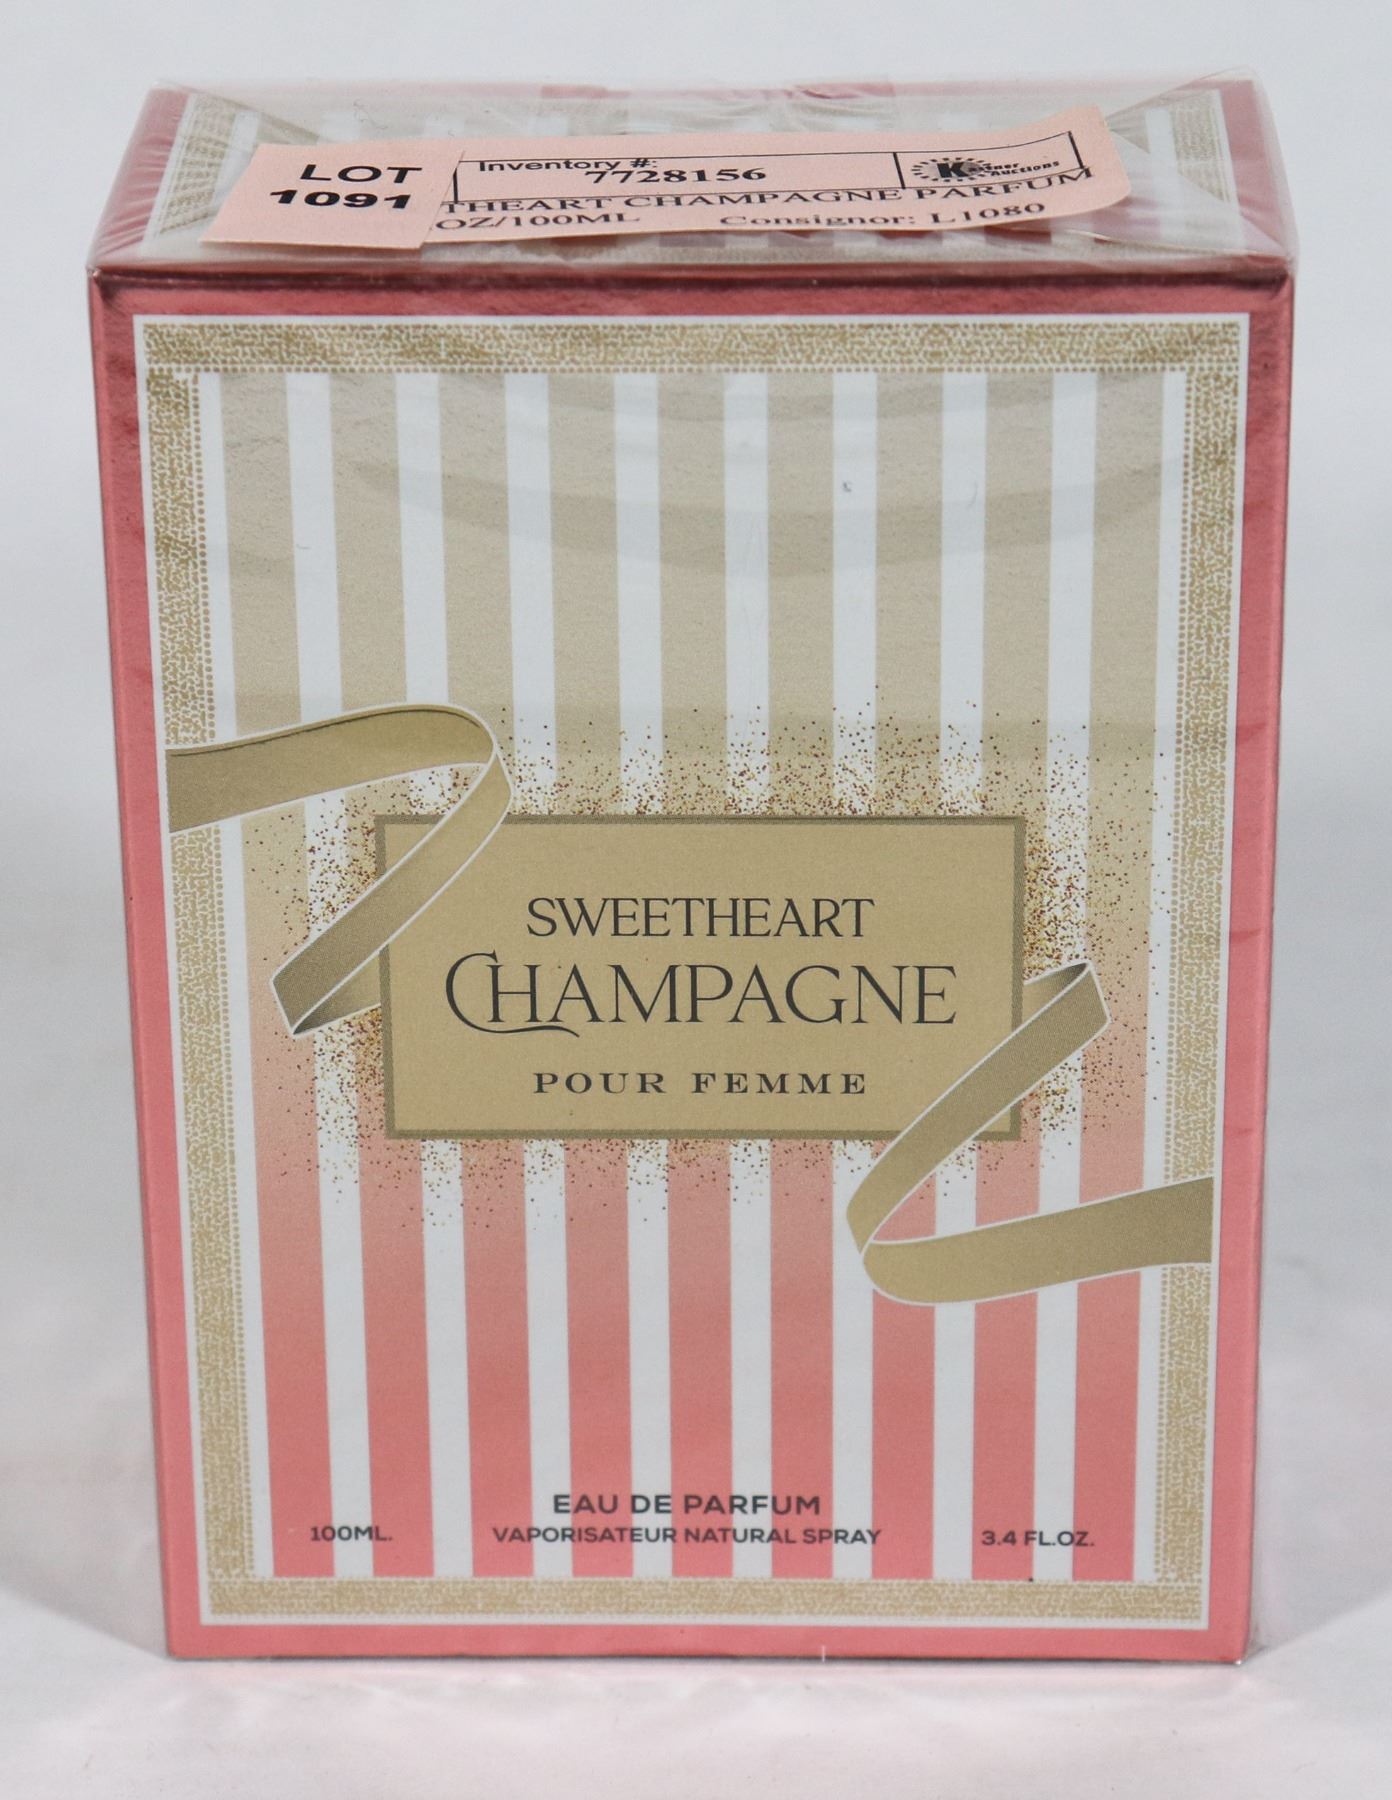 LOT
1091
Inventory #:
7728156
THEART CHAMPAGNE PARFUM
OZ/100ML Consignor: L1080
Auctions
SWEETHEART
CHAMPAGNE
POUR FEMME
EAU DE PARFUM
100ML. VAPORISATEUR NATURAL SPRAY 3.4 FL.OZ.